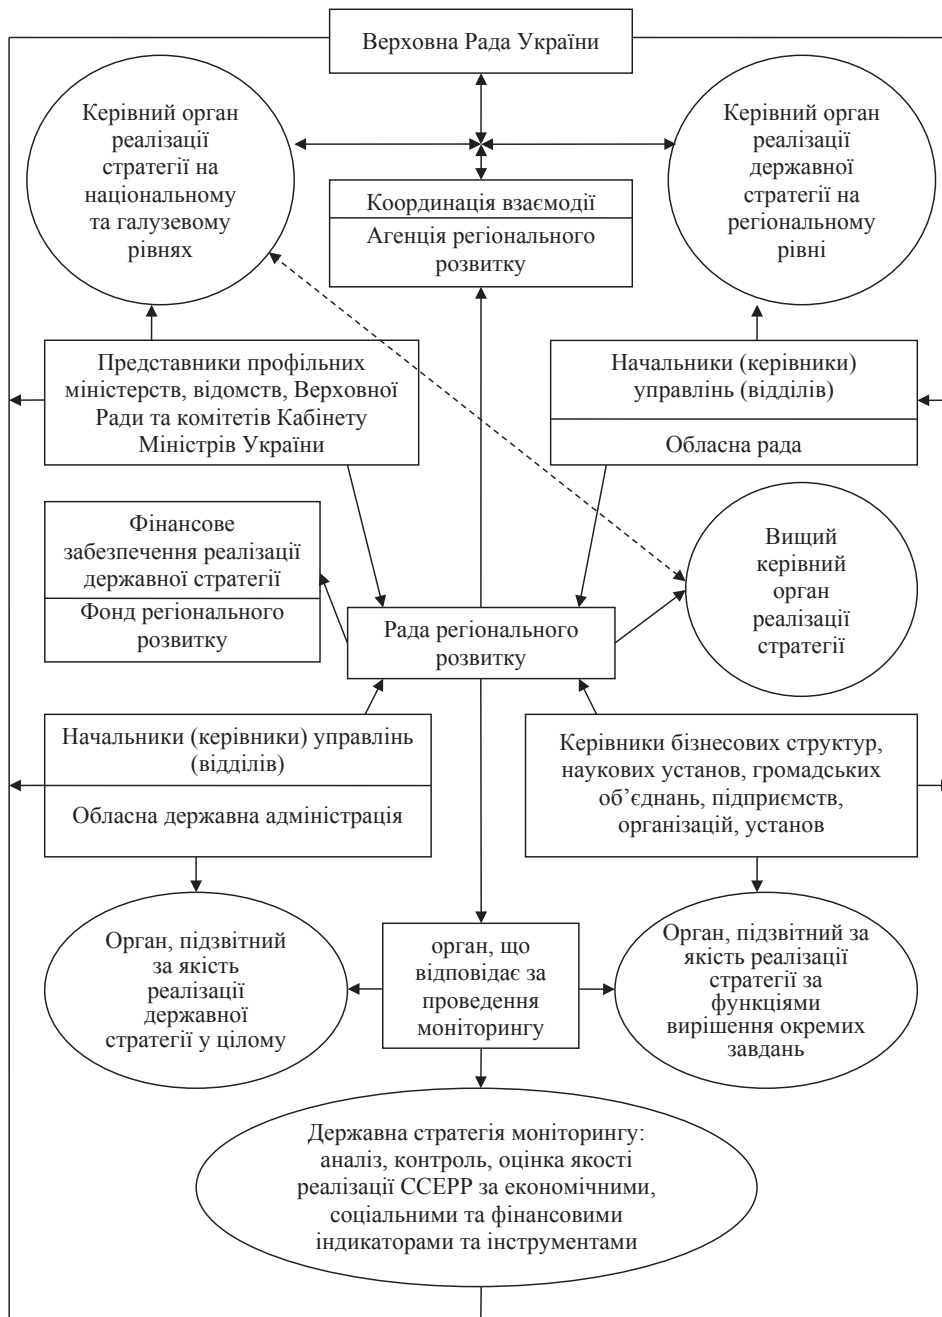 Верховна Рада України
Керівний орган
реалізації
стратегії на
національному
та галузевому
рівнях
Керівний орган
реалізації
державної
стратегії на
регіональному
рівні
Координація взаємодії
Агенція регіонального
розвитку
Представники профільних
міністерств, відомств, Верховної
Ради та комітетів Кабінету
Міністрів України
Начальники (керівники)
управлінь (відділів)
Обласна рада
Фінансове
забезпечення реалізації
державної стратегії
Фонд регіонального
розвитку
Вищий
керівний
орган
реалізації
стратегії
Рада регіонального
розвитку
Начальники (керівники) управлінь
(відділів)
Обласна державна адміністрація
Керівники бізнесових структур,
наукових установ, громадських
об’єднань, підприємств,
організацій, установ
Орган, підзвітний
за якість
реалізації
державної
стратегії у цілому
орган, що
відповідає за
проведення
моніторингу
Орган, підзвітний за
якість реалізації
стратегії за
функціями
вирішення окремих
завдань
Державна стратегія моніторингу:
аналіз, контроль, оцінка якості
реалізації ССЕРР за економічними,
соціальними та фінансовими
індикаторами та інструментами